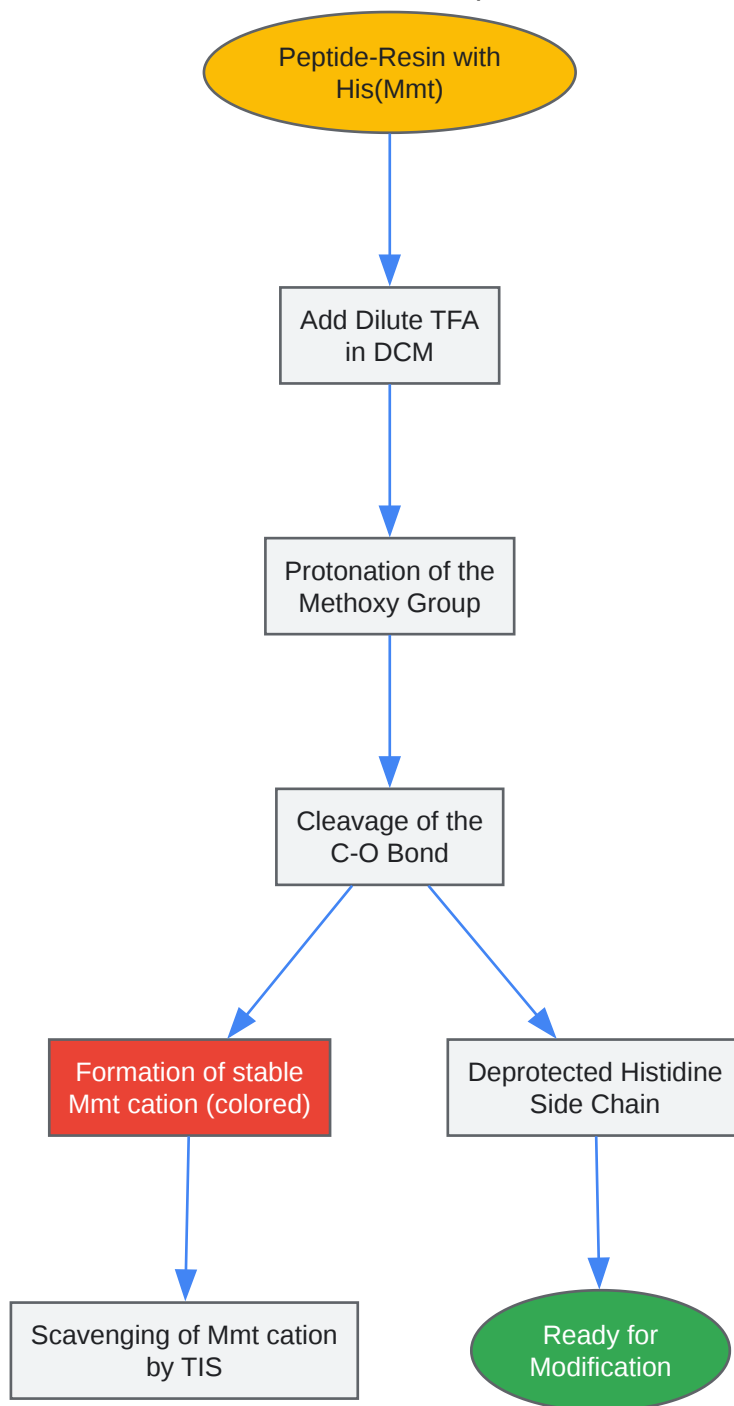 Peptide-Resin with
His(Mmt)
Add Dilute TFA
in DCM
Protonation of the
Methoxy Group
Cleavage of the
C-O Bond
Formation of stable
Mmt cation (colored)
Deprotected Histidine
Side Chain
Scavenging of Mmt cation
by TIS
Ready for
Modification